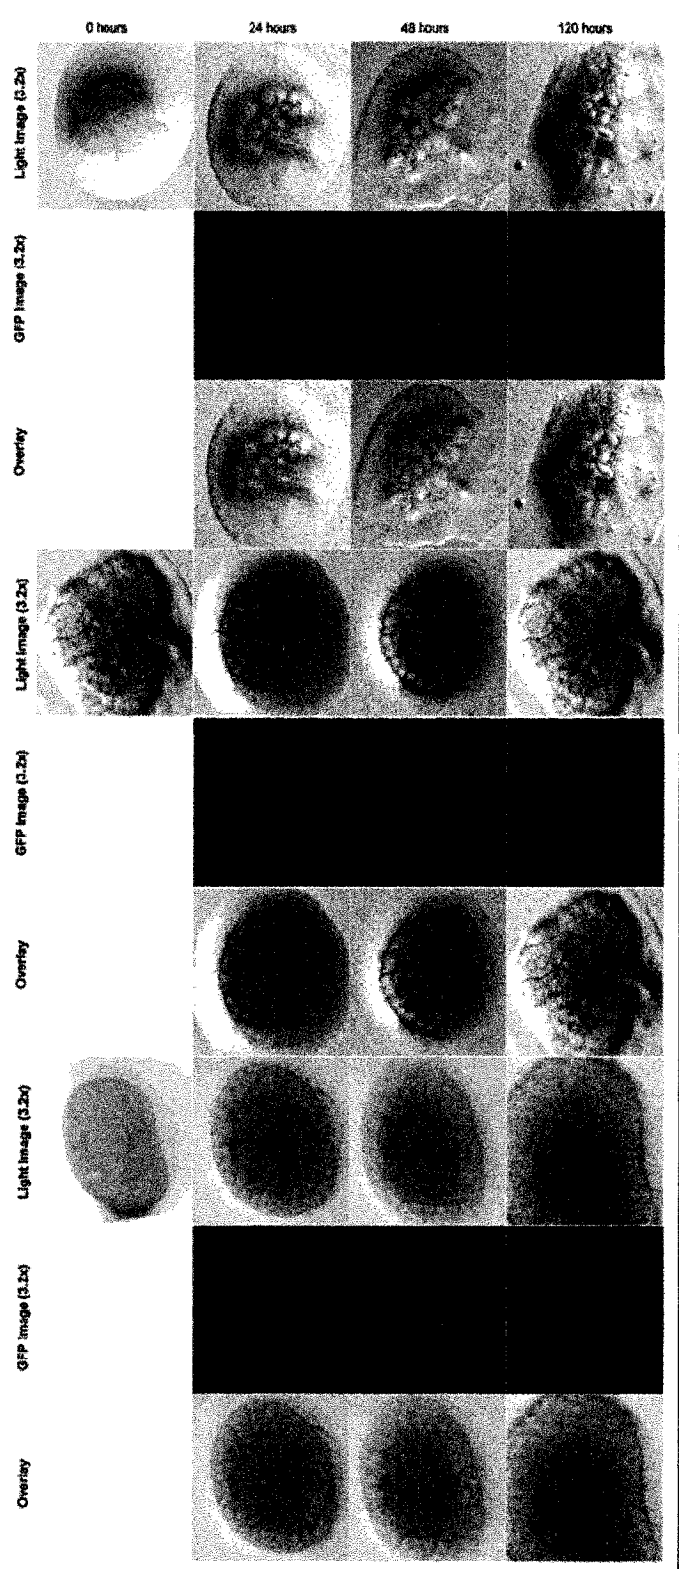 0 hours 24 hours 48 hours 120 hours
Light Image (3.2x)
GFP Image (3.2x)
Overlay
Light Image (3.2x)
GFP Image (3.2x)
Overlay
Light Image (3.2x)
GFP Image (3.2x)
Overlay